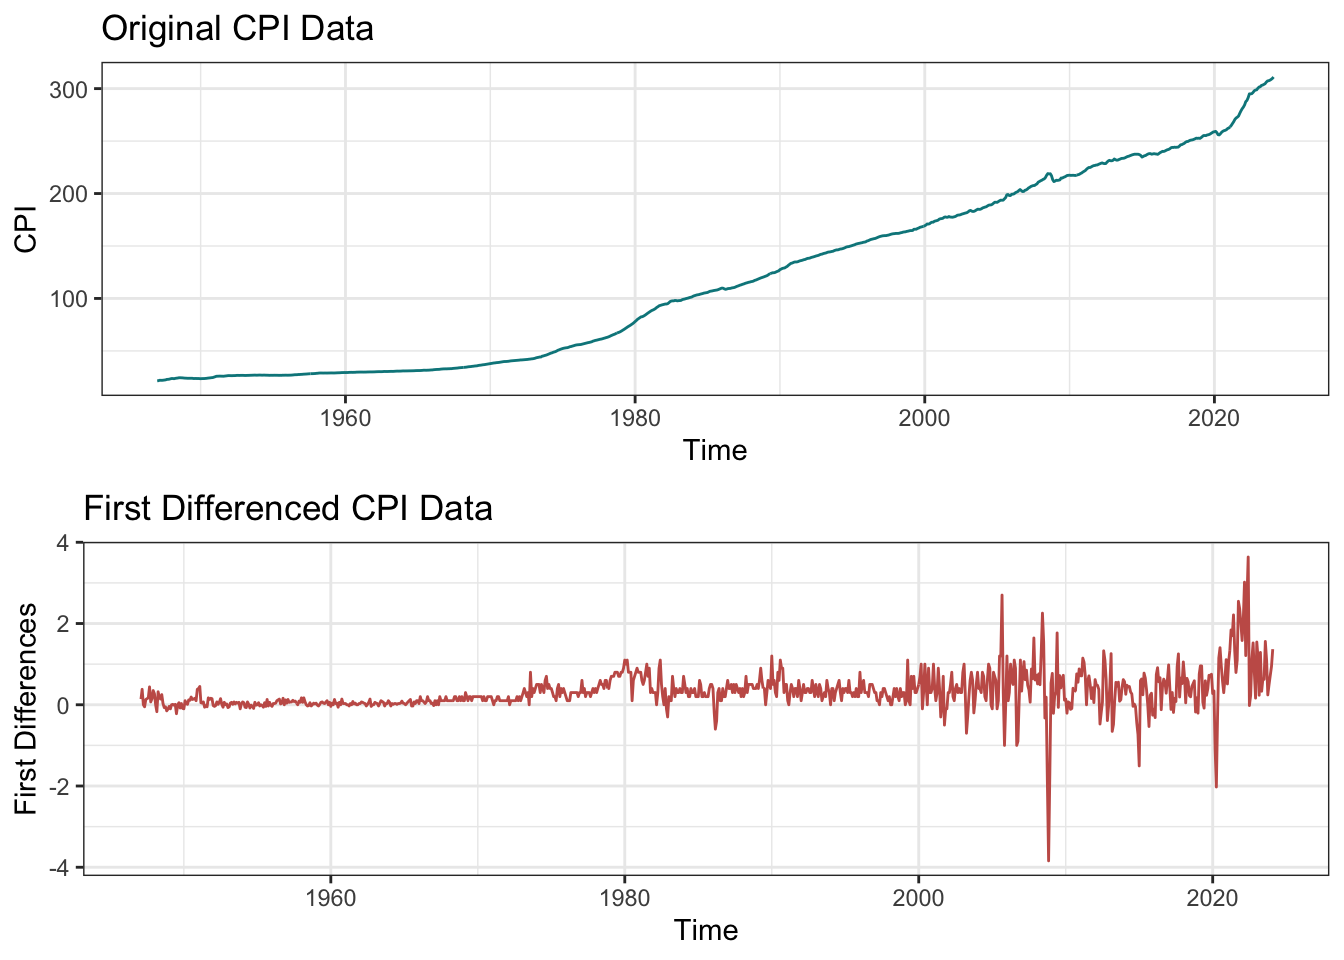 Original CPI Data
300
200
100
CPI
1960 1980 2000 2020
Time
First Differenced CPI Data
4
2
0
-2
-4
First Differences
1960 1980 2000 2020
Time